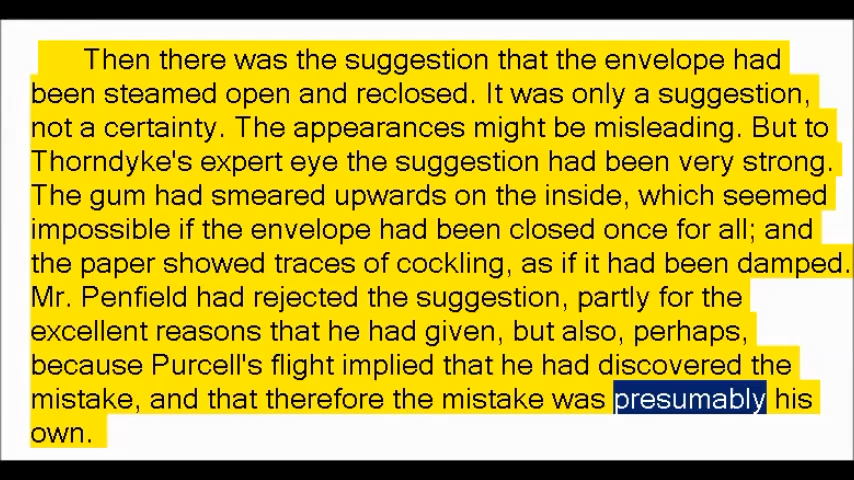 Then there was the suggestion that the envelope had
been steamed open and reclosed. It was only a suggestion,
not a certainty. The appearances might be misleading. But to
Thorndyke's expert eye the suggestion had been very strong.
The gum had smeared upwards on the inside, which seemed
impossible if the envelope had been closed once for all; and
the paper showed traces of cockling, as if it had been damped.
Mr. Penfield had rejected the suggestion, partly for the
excellent reasons that he had given, but also, perhaps,
because Purcell's flight implied that he had discovered the
mistake, and that therefore the mistake was presumably his
own.